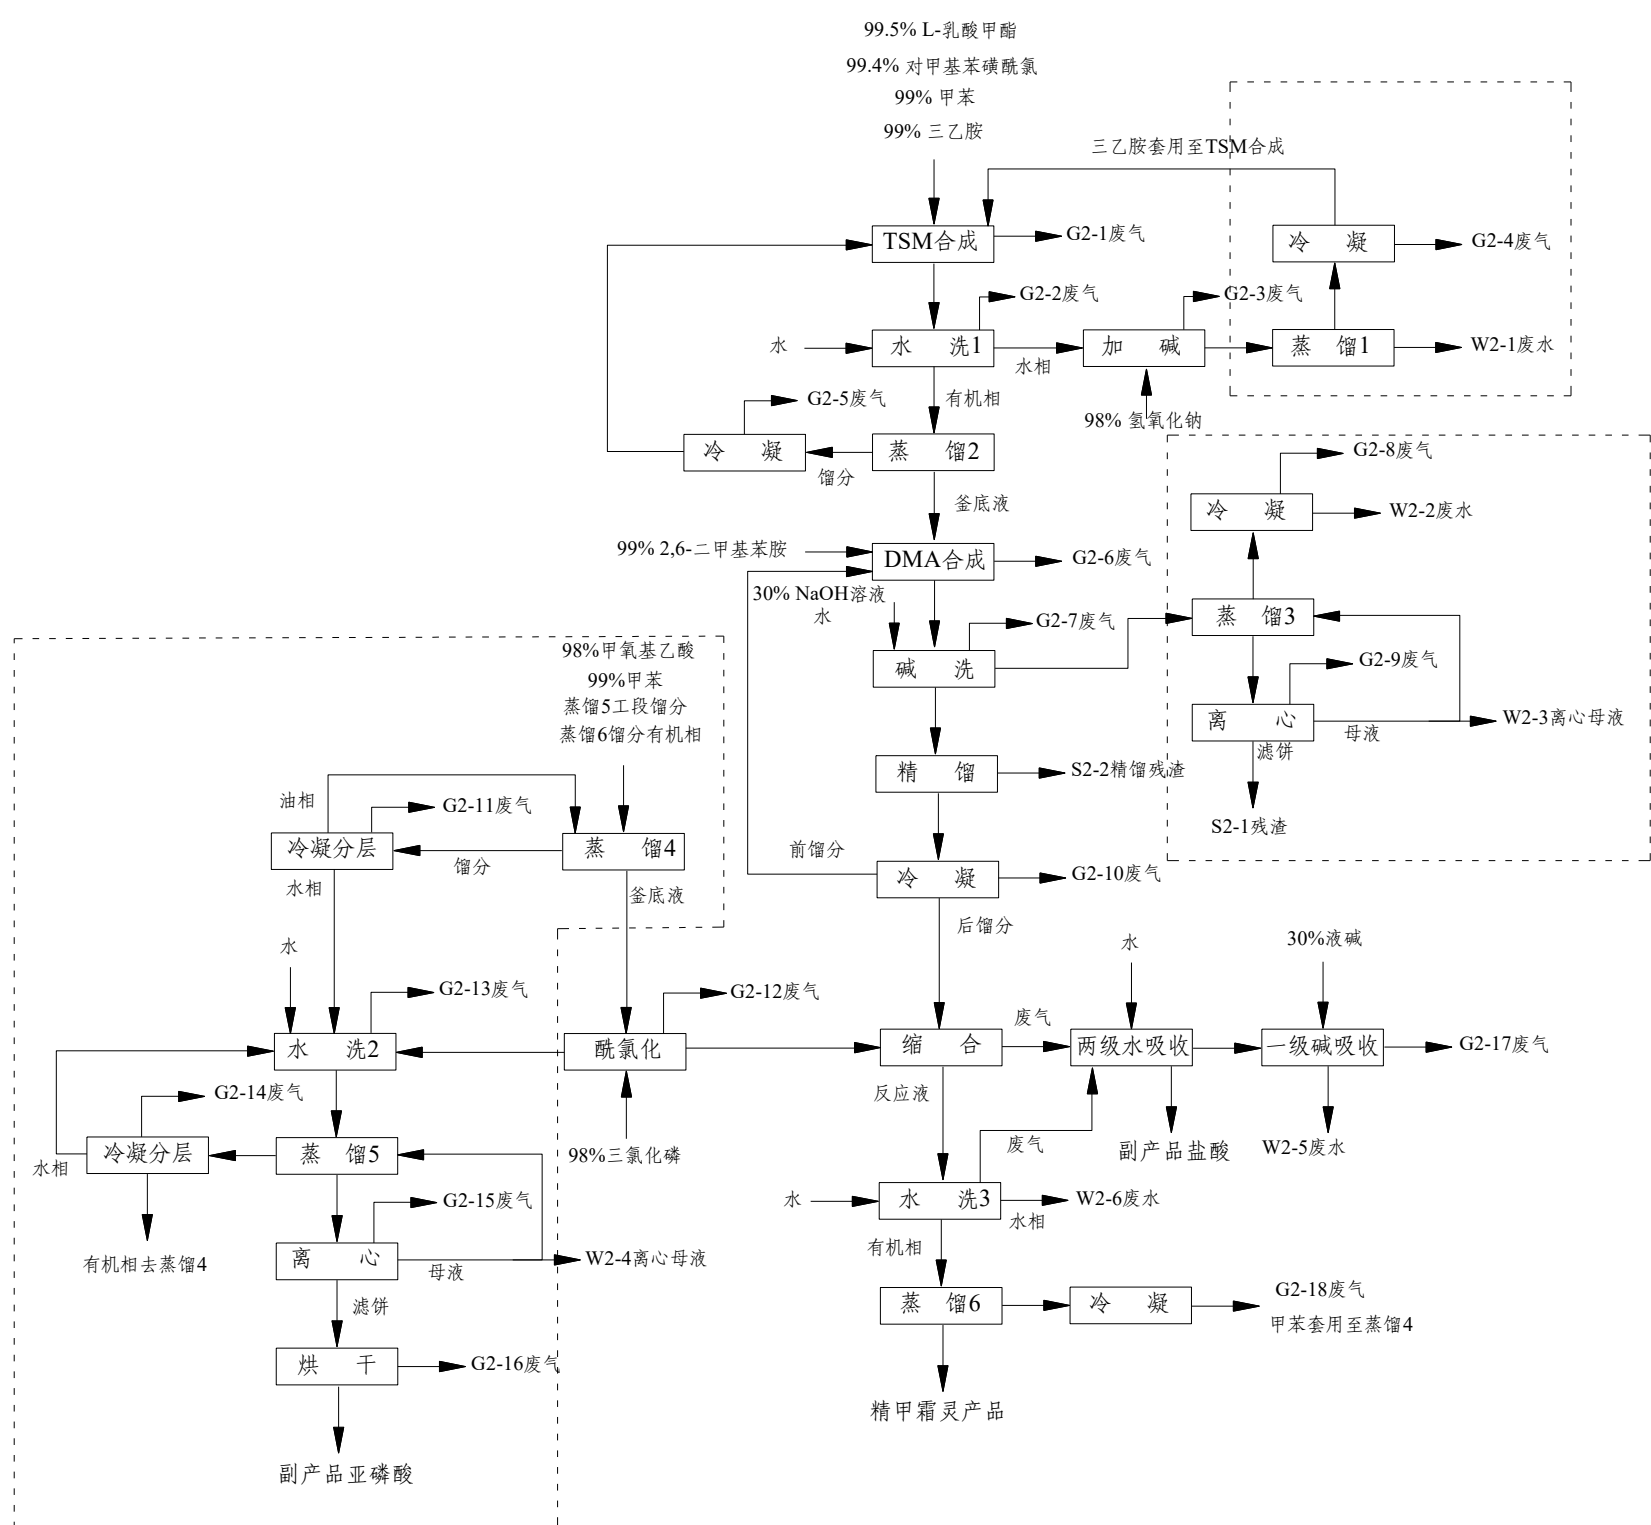 99.5% L-乳酸甲酯
99.4% 对甲基苯磺酰氯
99% 甲苯
99% 三乙胺
三乙胺套用至TSM合成
TSM合成
G2-1废气
冷 凝
G2-4废气
G2-2废气
G2-3废气
水
水 洗1
水相
加 碱
蒸 馏1
W2-1废水
G2-5废气
有机相
98% 氢氧化钠
冷 凝
馏分
蒸 馏2
G2-8废气
釜底液
冷 凝
W2-2废水
99% 2,6-二甲基苯胺
DMA合成
G2-6废气
30% NaOH溶液
水
G2-7废气
蒸 馏3
碱 洗
G2-9废气
98%甲氧基乙酸
99%甲苯
蒸馏5工段馏分
蒸馏6馏分有机相
离 心
母液
W2-3离心母液
滤饼
精 馏
S2-2精馏残渣
S2-1残渣
油相
G2-11废气
冷凝分层
馏分
蒸 馏4
前馏分
冷 凝
G2-10废气
水相
釜底液
后馏分
水
水
30%液碱
G2-13废气
G2-12废气
水 洗2
酰氯化
缩 合
废气
两级水吸收
一级碱吸收
G2-17废气
G2-14废气
反应液
冷凝分层
水相
蒸 馏5
98%三氯化磷
废气
副产品盐酸
W2-5废水
G2-15废气
水
水 洗3
水相
W2-6废水
有机相去蒸馏4
离 心
母液
W2-4离心母液
有机相
滤饼
蒸 馏6
冷 凝
G2-18废气
甲苯套用至蒸馏4
烘 干
G2-16废气
精甲霜灵产品
副产品亚磷酸